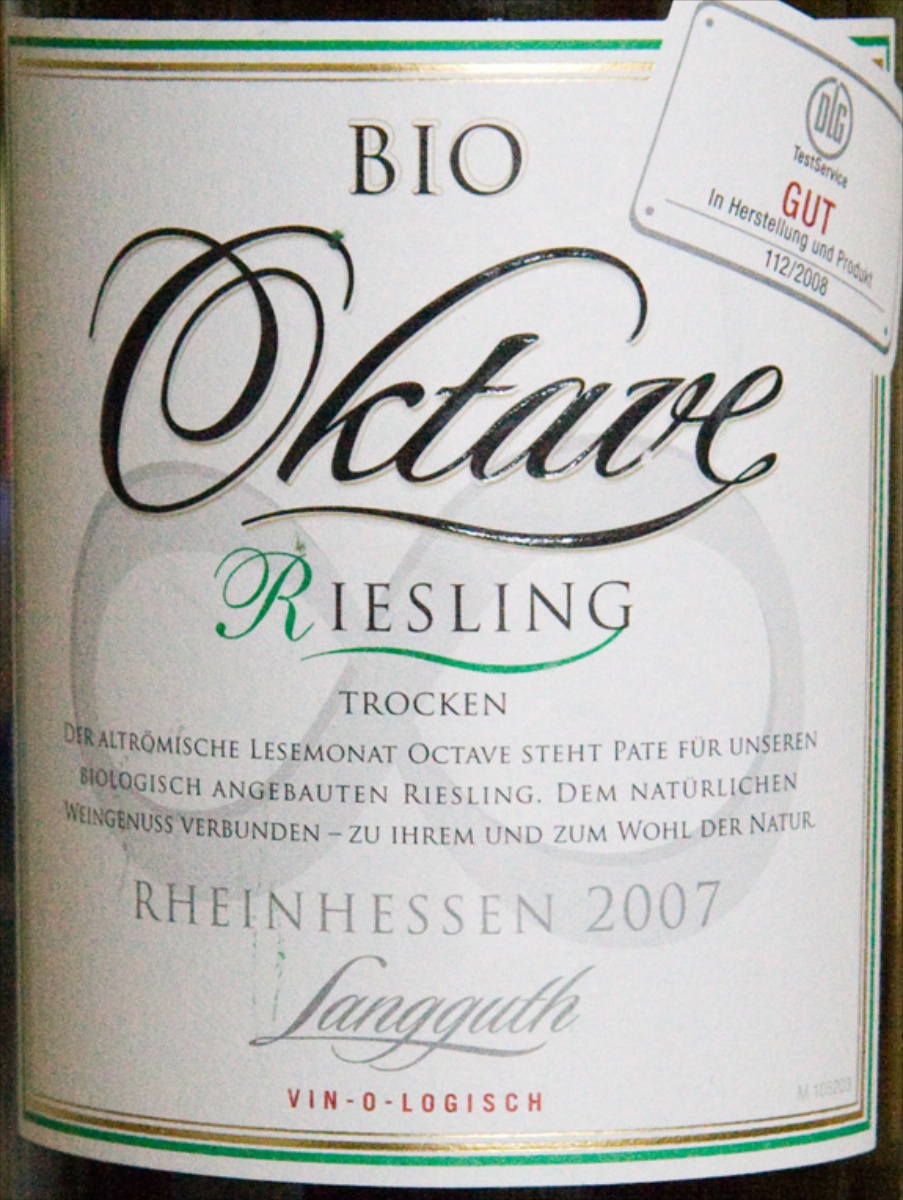 BIO
DLG
TestService
GUT
In Herstellung und Produkt
112/2008
Oktave
RIESLING
TROCKEN
DER ALTRÖMISCHE LESEMONAT OCTAVE STEHT PATE FÜR UNSEREN
BIOLOGISCH ANGEBAUTEN RIESLING. DEM NATÜRLICHEN
WEINGENUSS VERBUNDEN – ZU IHREM UND ZUM WOHL DER NATUR
RHEINHESSEN 2007
Langguth
VIN-O-LOGISCH